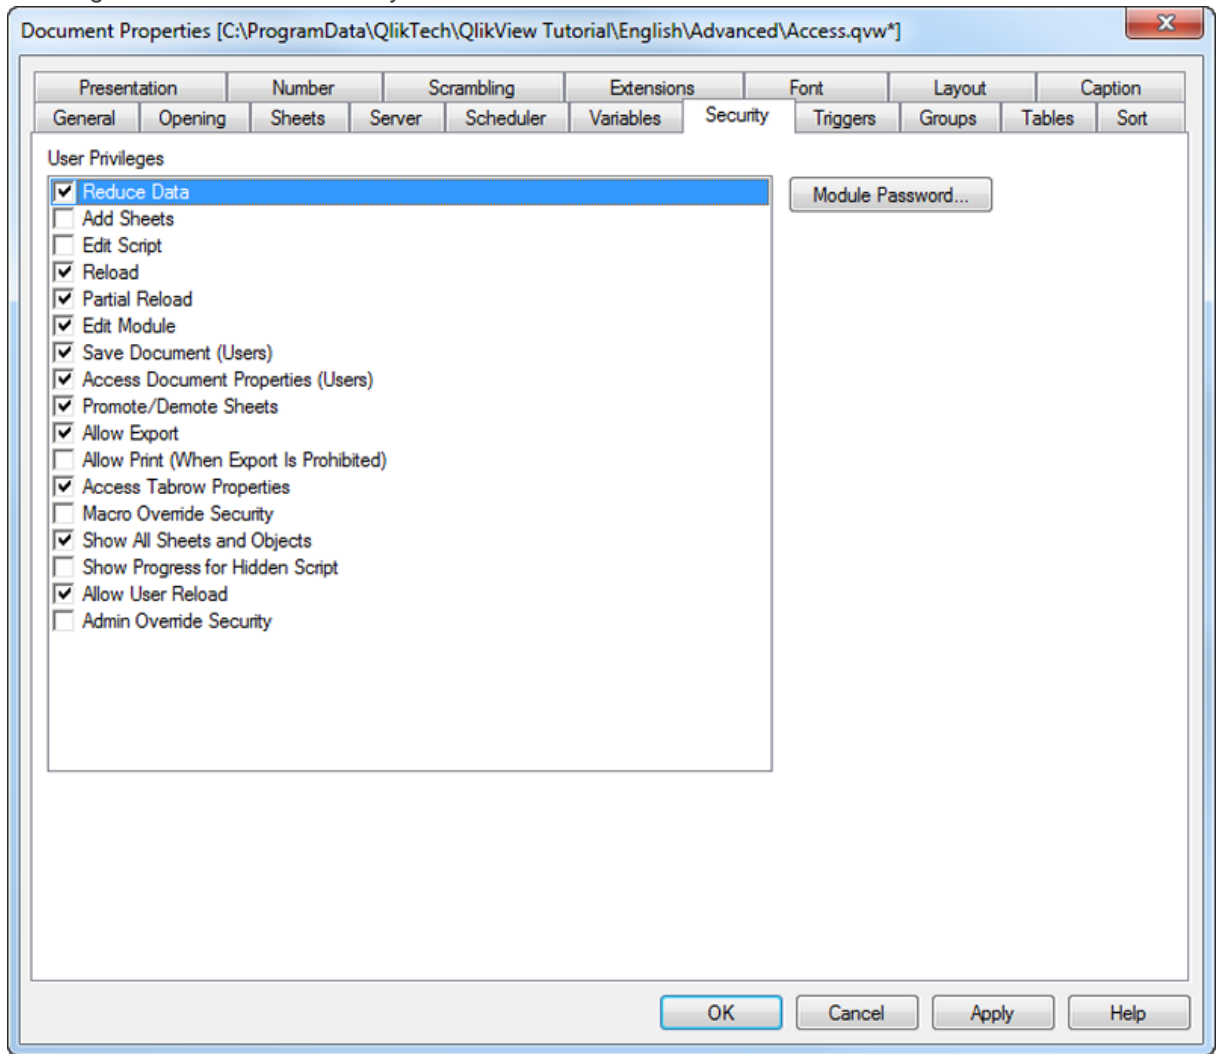 Document Properties [C:\ProgramData\QlikTech\QlikView Tutorial\English\Advanced\Access.qvw*]
Presentation Number Scrambling Extensions Font Layout Caption
General Opening Sheets Server Scheduler Variables Security Triggers Groups Tables Sort
User Privileges
Reduce Data
Module Password...
Add Sheets
Edit Script
Reload
Partial Reload
Edit Module
Save Document (Users)
Access Document Properties (Users)
Promote/Demote Sheets
Allow Export
Allow Print (When Export Is Prohibited)
Access Tabrow Properties
Macro Override Security
Show All Sheets and Objects
Show Progress for Hidden Script
Allow User Reload
Admin Override Security
OK Cancel Apply Help